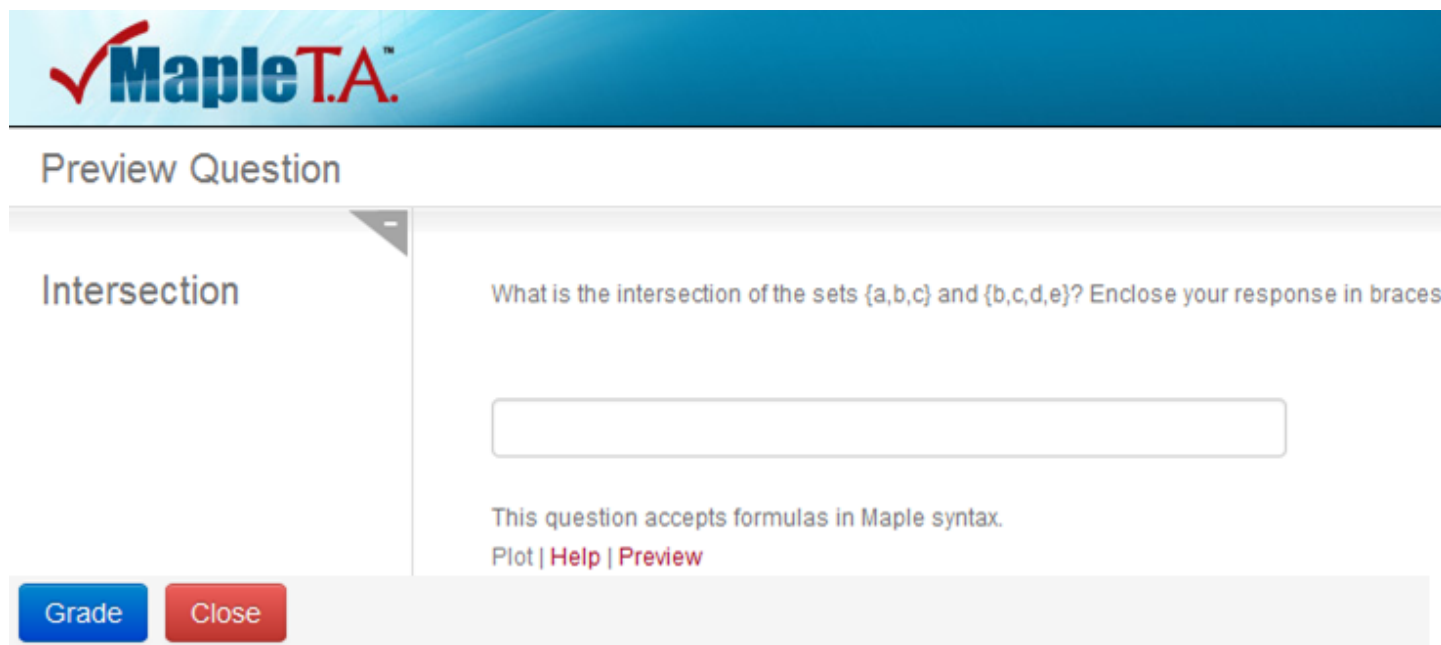 MapleT.A.™
Preview Question
Intersection
What is the intersection of the sets {a,b,c} and {b,c,d,e}? Enclose your response in braces
This question accepts formulas in Maple syntax.
Plot | Help | Preview
Grade
Close